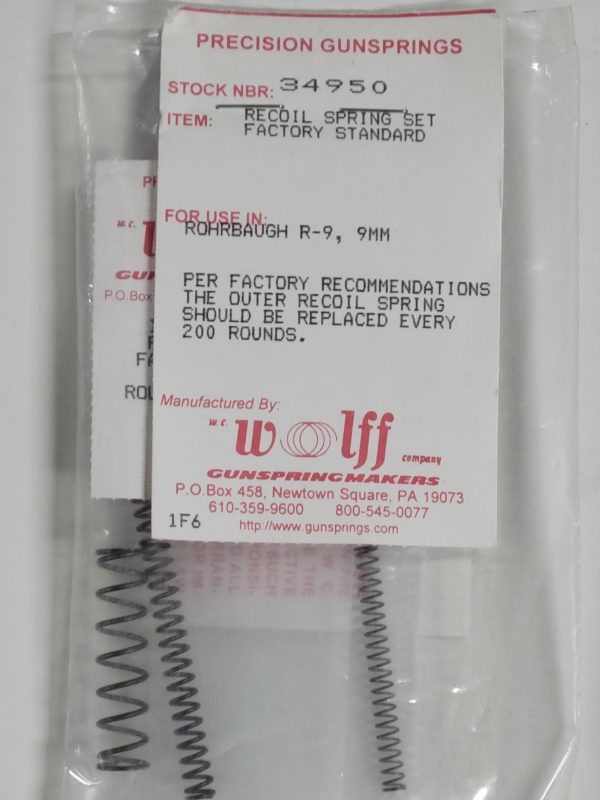 PRECISION GUNSPRINGS
STOCK NBR: 34950
ITEM: RECOIL SPRING SET
FACTORY STANDARD
FOR USE IN:
ROHRBAUGH R-9, 9MM
PER FACTORY RECOMMENDATIONS
THE OUTER RECOIL SPRING
SHOULD BE REPLACED EVERY
200 ROUNDS.
Manufactured By:
w.c. wolff company
GUNSPRINGMAKERS
P.O.Box 458, Newtown Square, PA 19073
610-359-9600 800-545-0077
1F6 http://www.gunsprings.com
w.c.
P.O.Box